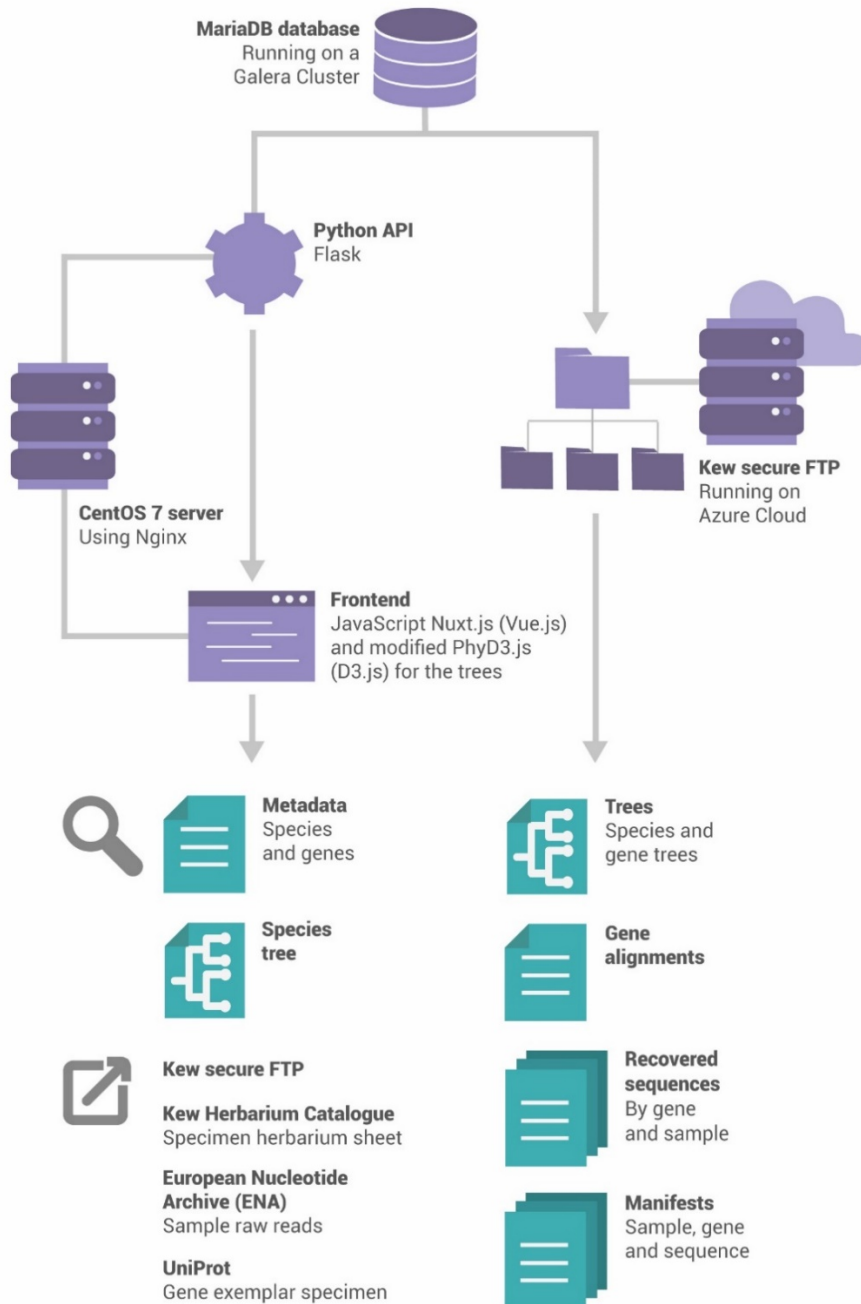 MariaDB database
Running on a
Galera Cluster
Python API
Flask
CentOS 7 server
Using Nginx
Kew secure FTP
Running on
Azure Cloud
Frontend
JavaScript Nuxt.js (Vue.js)
and modified PhyD3.js
(D3.js) for the trees
Metadata
Species
and genes
Species
tree
Kew secure FTP
Kew Herbarium Catalogue
Specimen herbarium sheet
European Nucleotide
Archive (ENA)
Sample raw reads
UniProt
Gene exemplar specimen
Trees
Species and
gene trees
Gene
alignments
Recovered
sequences
By gene
and sample
Manifests
Sample, gene
and sequence